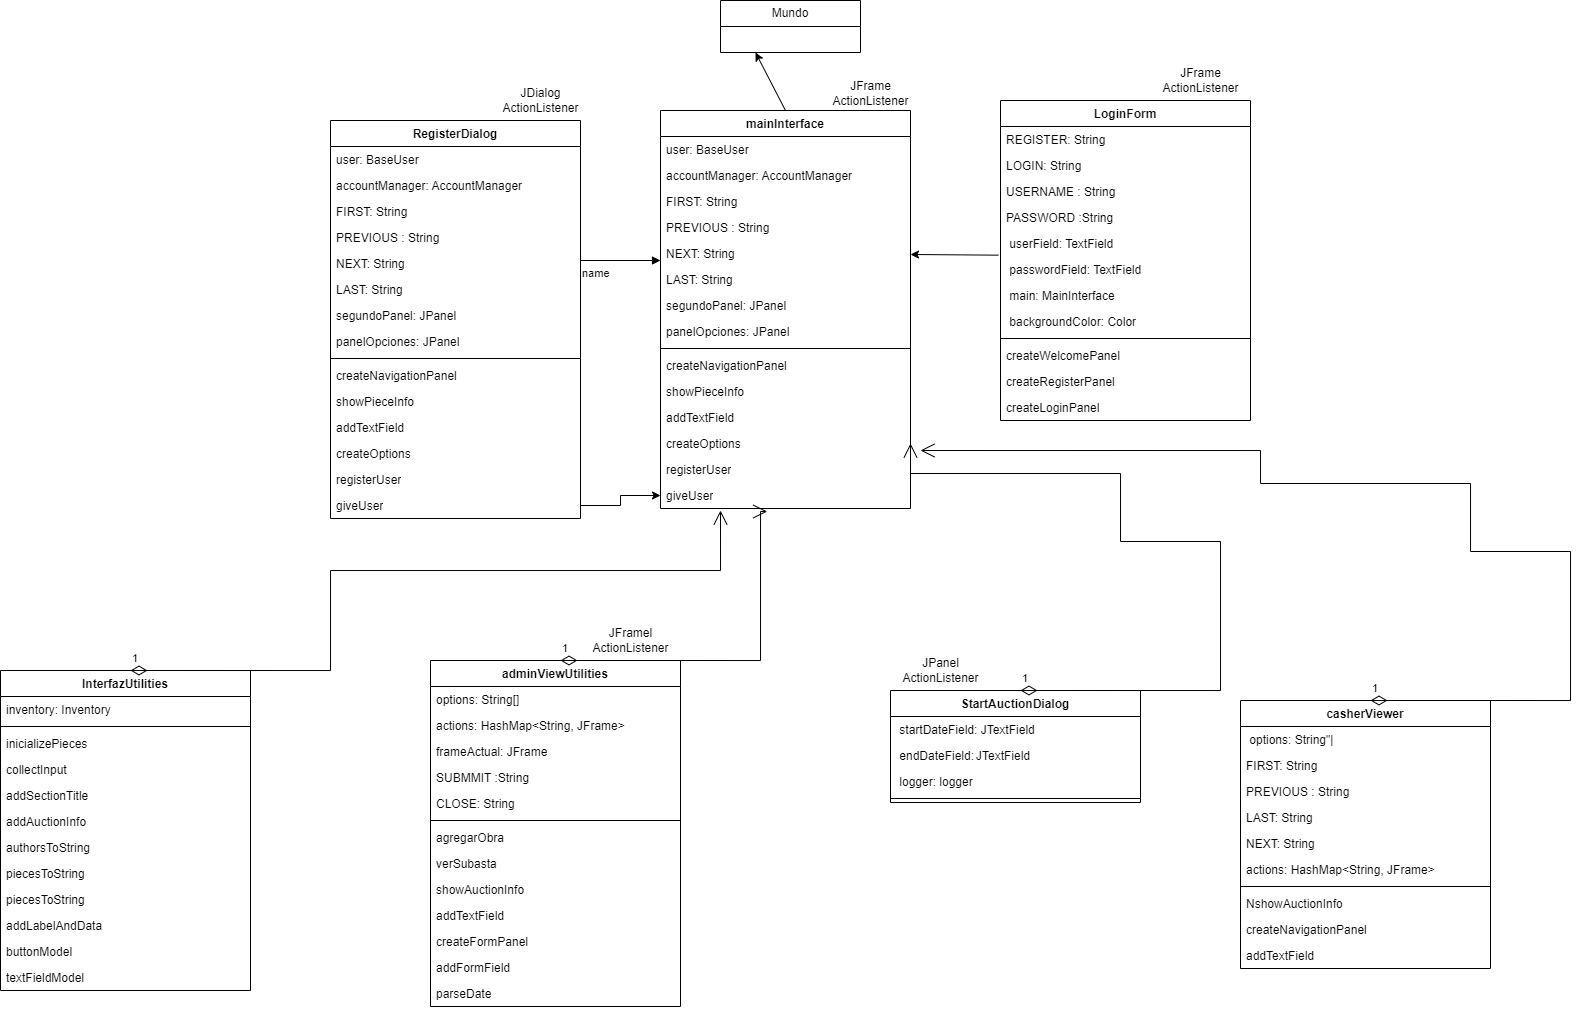 Mundo
JDialog
ActionListener
RegisterDialog
user: BaseUser
accountManager: AccountManager
FIRST: String
PREVIOUS : String
NEXT: String
LAST: String
segundoPanel: JPanel
panelOpciones: JPanel
createNavigationPanel
showPieceInfo
addTextField
createOptions
registerUser
giveUser
name
JFrame
ActionListener
mainInterface
user: BaseUser
accountManager: AccountManager
FIRST: String
PREVIOUS : String
NEXT: String
LAST: String
segundoPanel: JPanel
panelOpciones: JPanel
createNavigationPanel
showPieceInfo
addTextField
createOptions
registerUser
giveUser
JFrame
ActionListener
LoginForm
REGISTER: String
LOGIN: String
USERNAME : String
PASSWORD :String
userField: TextField
passwordField: TextField
main: MainInterface
backgroundColor: Color
createWelcomePanel
createRegisterPanel
createLoginPanel
1
InterfazUtilities
inventory: Inventory
inicializePieces
collectInput
addSectionTitle
addAuctionInfo
authorsToString
piecesToString
piecesToString
addLabelAndData
buttonModel
textFieldModel
JFramel
ActionListener
1
adminViewUtilities
options: String[]
actions: HashMap<String, JFrame>
frameActual: JFrame
SUBMMIT :String
CLOSE: String
agregarObra
verSubasta
showAuctionInfo
addTextField
createFormPanel
addFormField
parseDate
JPanel
ActionListener
1
StartAuctionDialog
startDateField: JTextField
endDateField: JTextField
logger: logger
1
casherViewer
options: String"|
FIRST: String
PREVIOUS : String
LAST: String
NEXT: String
actions: HashMap<String, JFrame>
NshowAuctionInfo
createNavigationPanel
addTextField